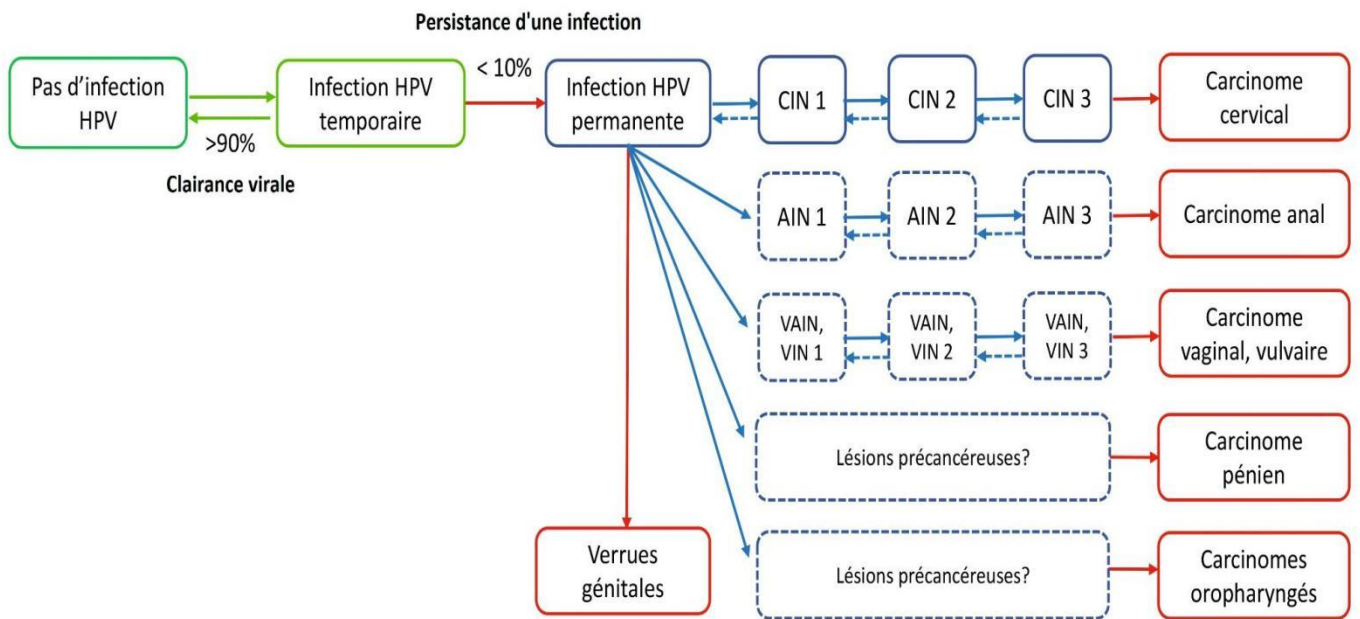 Persistance d'une infection
Pas d'infection
HPV
>90%
Clairance virale
Infection HPV
temporaire
< 10%
Infection HPV
permanente
CIN 1
CIN 2
CIN 3
Carcinome
cervical
AIN 1
AIN 2
AIN 3
Carcinome anal
VAIN,
VIN 1
VAIN,
VIN 2
VAIN,
VIN 3
Carcinome
vaginal, vulvaire
Lésions précancéreuses?
Carcinome
pénien
Verrues
génitales
Lésions précancéreuses?
Carcinomes
oropharyngés